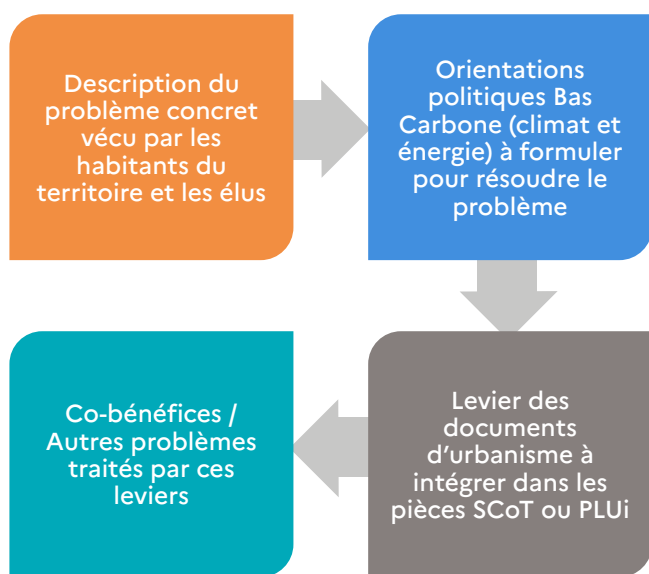 Description du
problème concret
vécu par les
habitants du
territoire et les élus
Orientations
politiques Bas
Carbone (climat et
énergie) à formuler
pour résoudre le
problème
Levier des
documents
d'urbanisme à
intégrer dans les
pièces SCoT ou PLUi
Co-bénéfices /
Autres problèmes
traités par ces
leviers